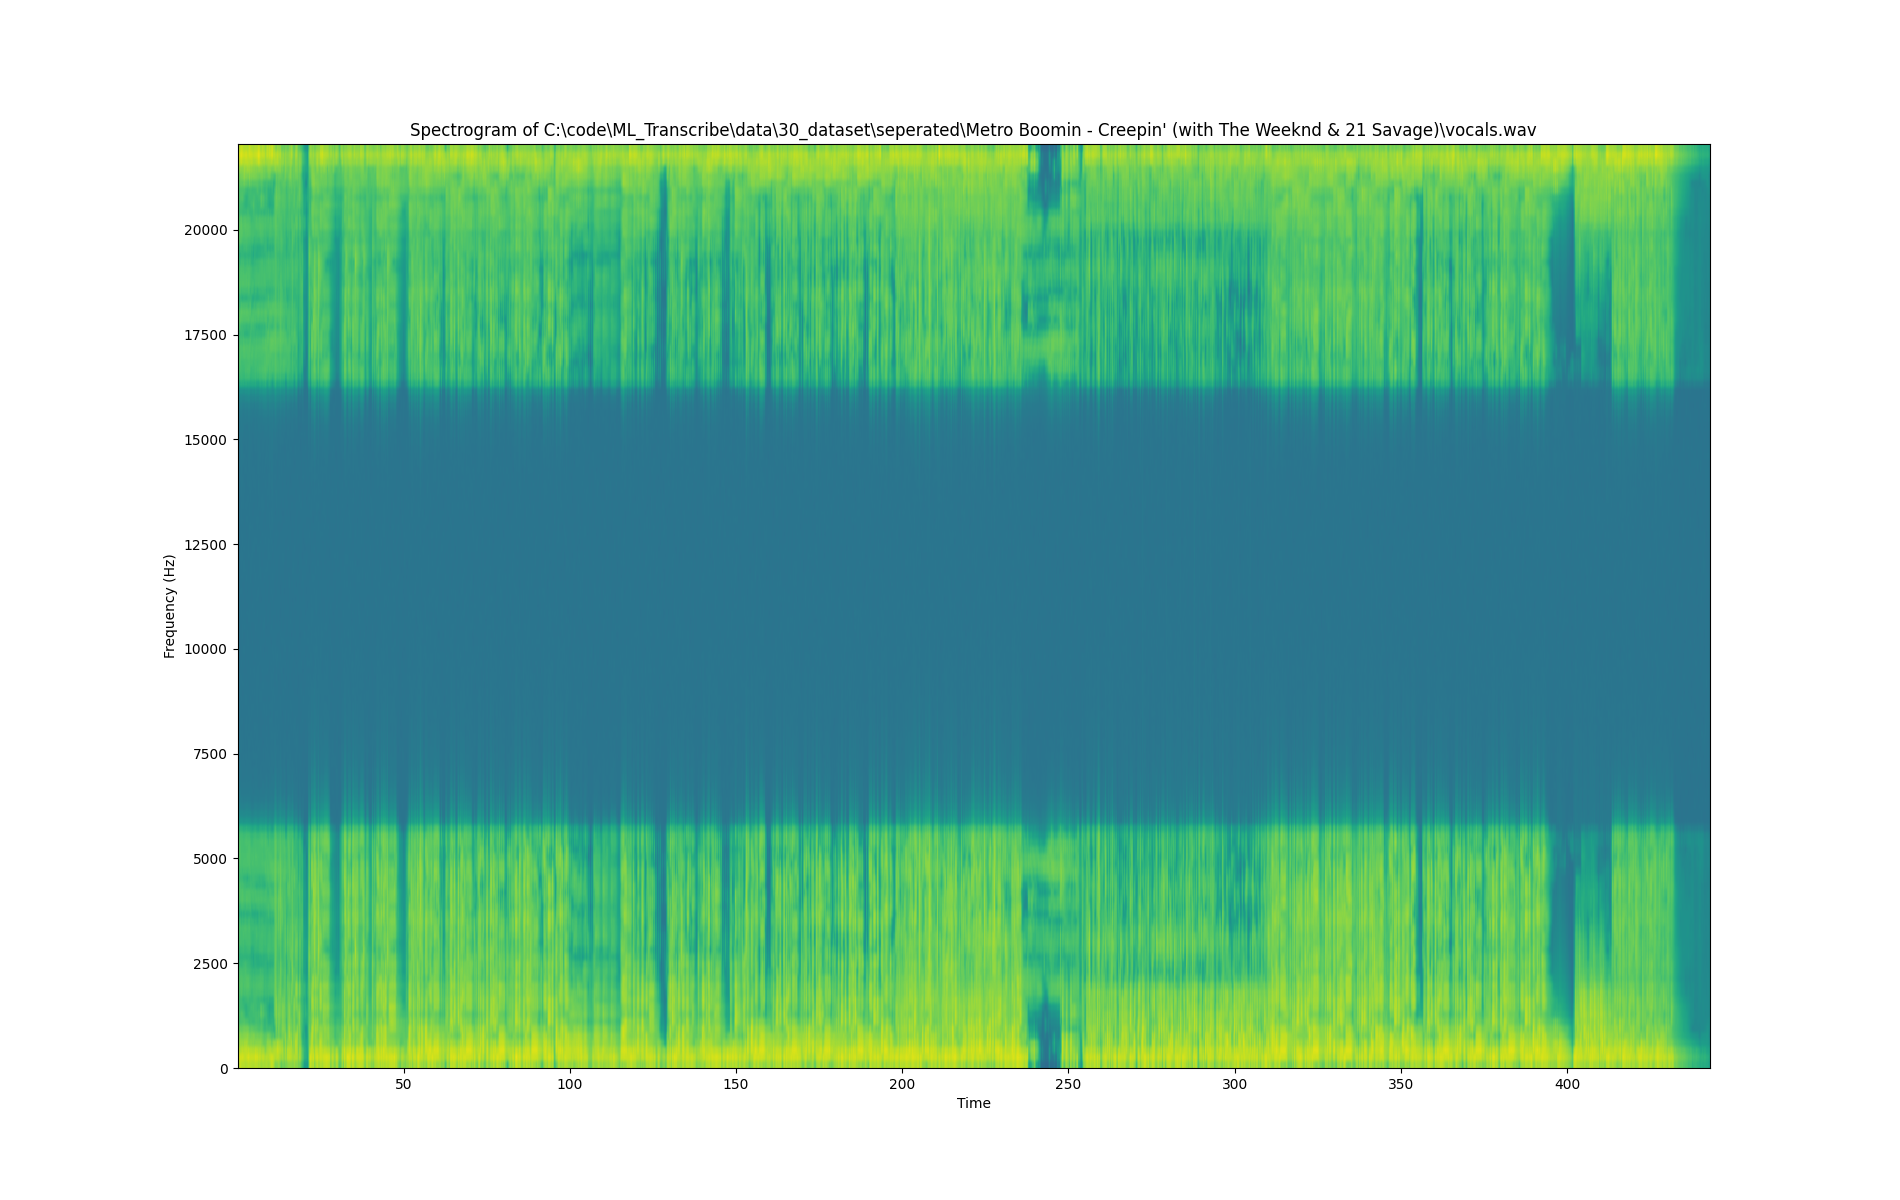 Spectrogram of C:\code\ML_Transcribe\data\30_dataset\seperated\Metro Boomin - Creepin' (with The Weeknd & 21 Savage)\vocals.wav
Frequency (Hz)
20000
17500
15000
12500
10000
7500
5000
2500
0
50 100 150 200 250 300 350 400
Time